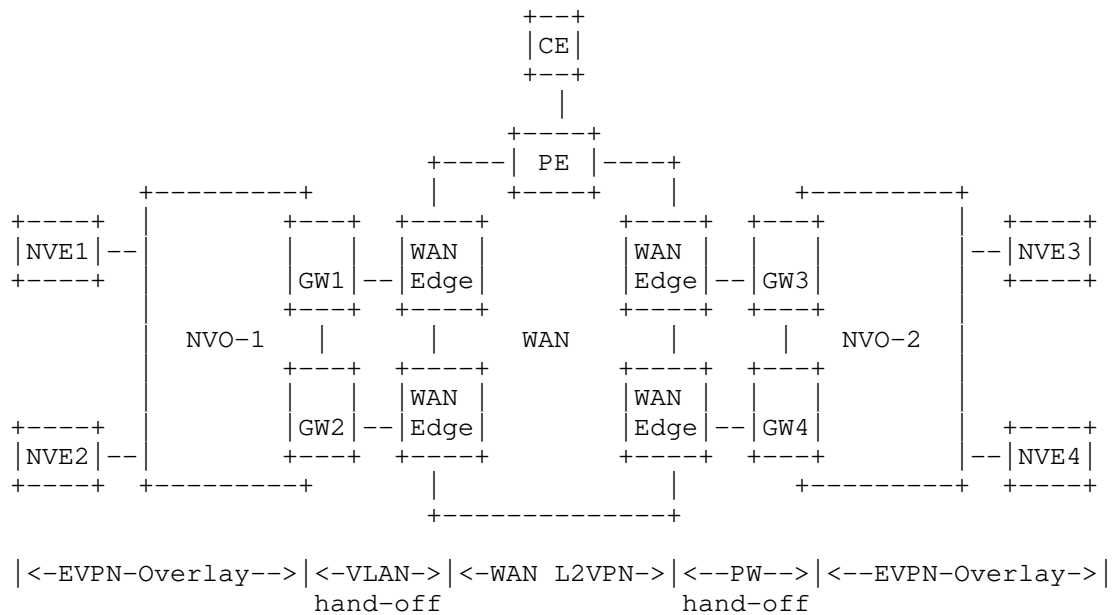 CE
PE
NVE1 GW1 WAN Edge WAN Edge GW3 NVE3
NVO-1 WAN NVO-2
NVE2 GW2 WAN Edge WAN Edge GW4 NVE4
|<-EVPN-Overlay-->|<-VLAN->|<-WAN L2VPN->|<--PW-->|<--EVPN-Overlay->|
hand-off hand-off